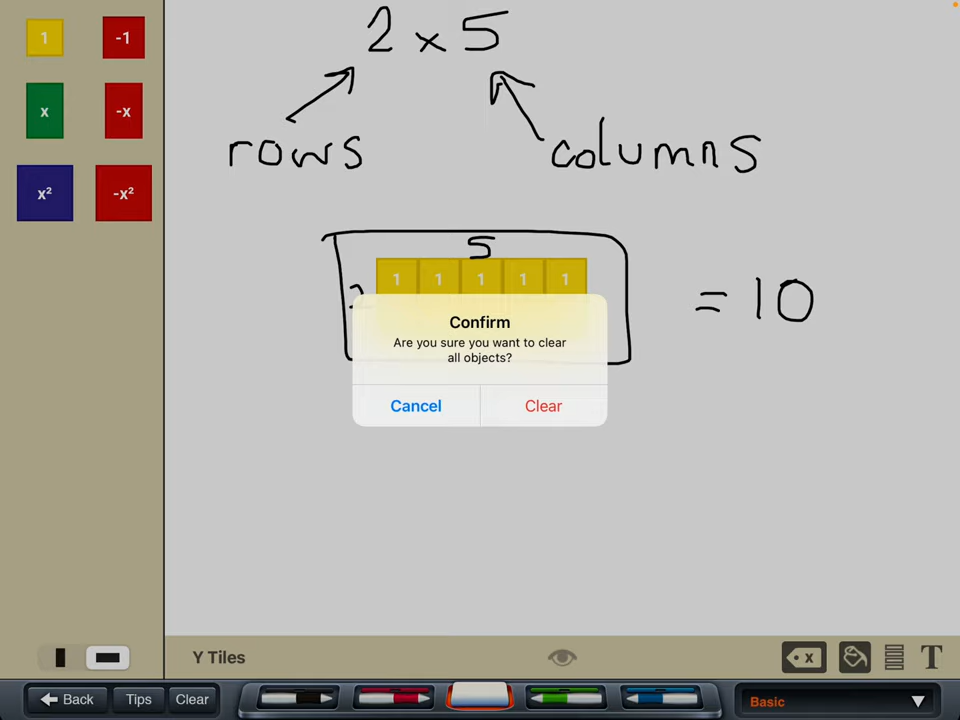 1 -1
x -x
x² -x²
2 x 5
rows columns
5
1 1 1 1 1
= 10
Confirm
Are you sure you want to clear
all objects?
Cancel Clear
Y Tiles x T
Back Tips Clear Basic